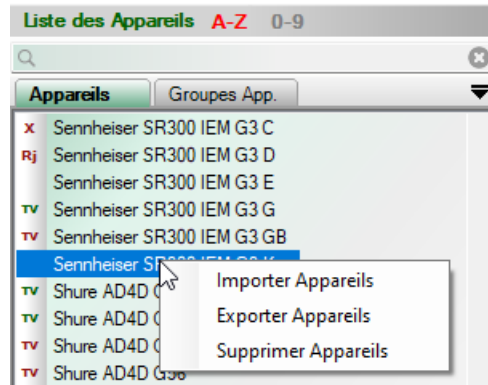 Liste des Appareils A-Z 0-9
Appareils Groupes App.
X Sennheiser SR300 IEM G3 C
Rj Sennheiser SR300 IEM G3 D
Sennheiser SR300 IEM G3 E
TV Sennheiser SR300 IEM G3 G
TV Sennheiser SR300 IEM G3 GB
Sennheiser
TV Shure AD4D
Importer Appareils
TV Shure AD4D
Exporter Appareils
TV Shure AD4D
Supprimer Appareils
TV Shure AD4D G56